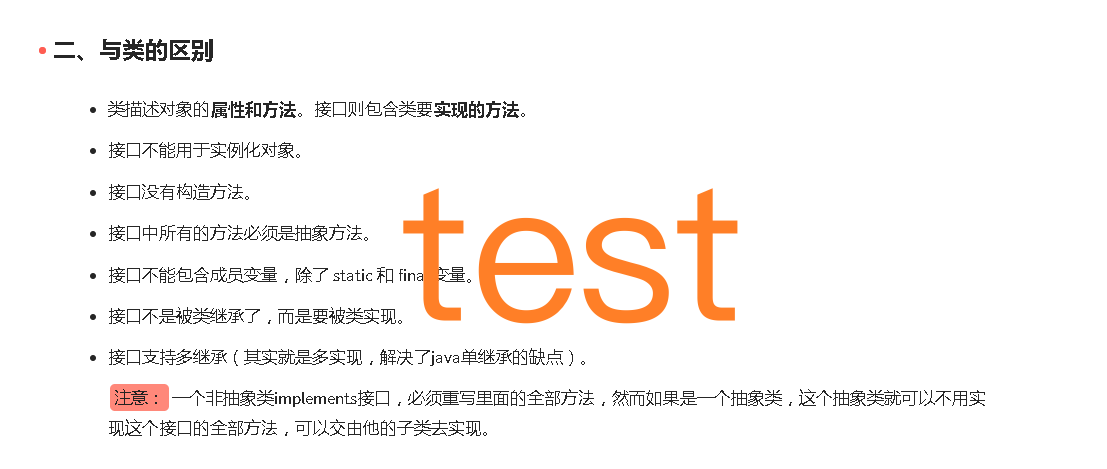 二、与类的区别
类描述对象的属性和方法。接口则包含类要实现的方法。
接口不能用于实例化对象。
接口没有构造方法。
接口中所有的方法必须是抽象方法。
接口不能包含成员变量，除了 static 和 final 变量。
接口不是被类继承了，而是要被类实现。
接口支持多继承（其实就是多实现，解决了java单继承的缺点）。
注意： 一个非抽象类implements接口，必须重写里面的全部方法，然而如果是一个抽象类，这个抽象类就可以不用实
现这个接口的全部方法，可以交由他的子类去实现。
test